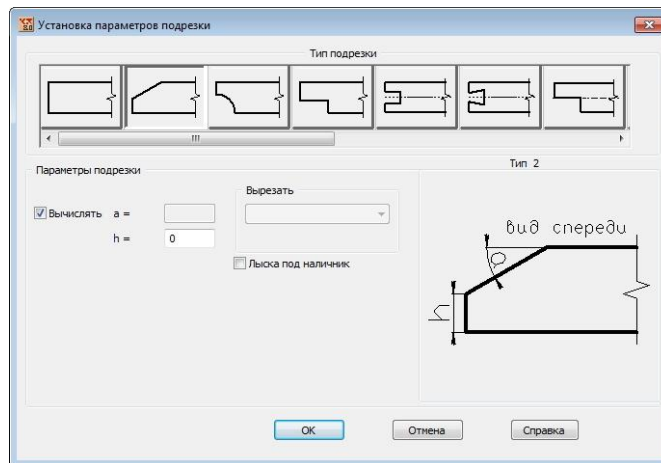 Установка параметров подрезки
Тип подрезки
Параметры подрезки
Тип 2
Вырезать
Вычислять a =
h = 0
Лыска под наличник
вид спереди
a
h
ОК
Отмена
Справка